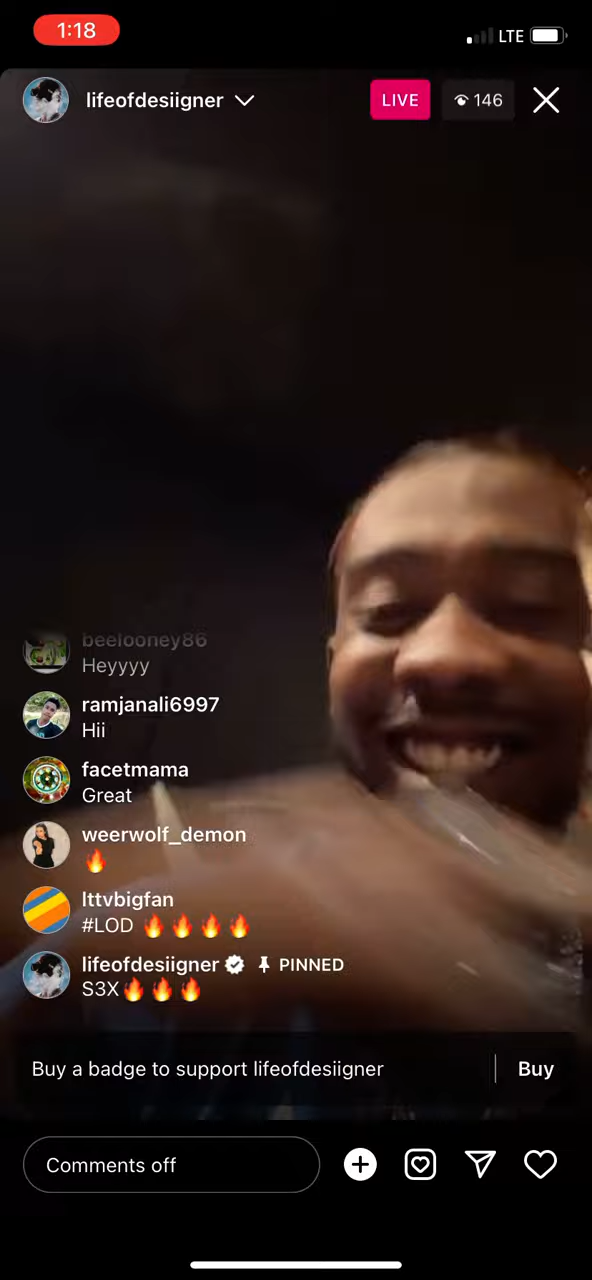 1:18
LTE
lifeofdesiigner
LIVE
146
beelooney86
Heyyyy
ramjanali6997
Hii
facetmama
Great
weerwolf_demon
🔥
lttvbigfan
#LOD 🔥 🔥 🔥 🔥
lifeofdesiigner PINNED
S3X🔥 🔥 🔥
Buy a badge to support lifeofdesiigner Buy
Comments off